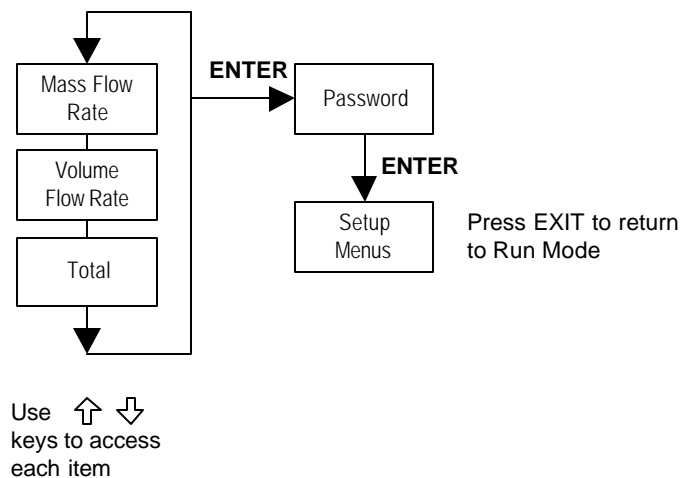 Mass Flow
Rate
Volume
Flow Rate
Total
ENTER
Password
ENTER
Setup
Menus
Press EXIT to return
to Run Mode
Use
keys to access
each item